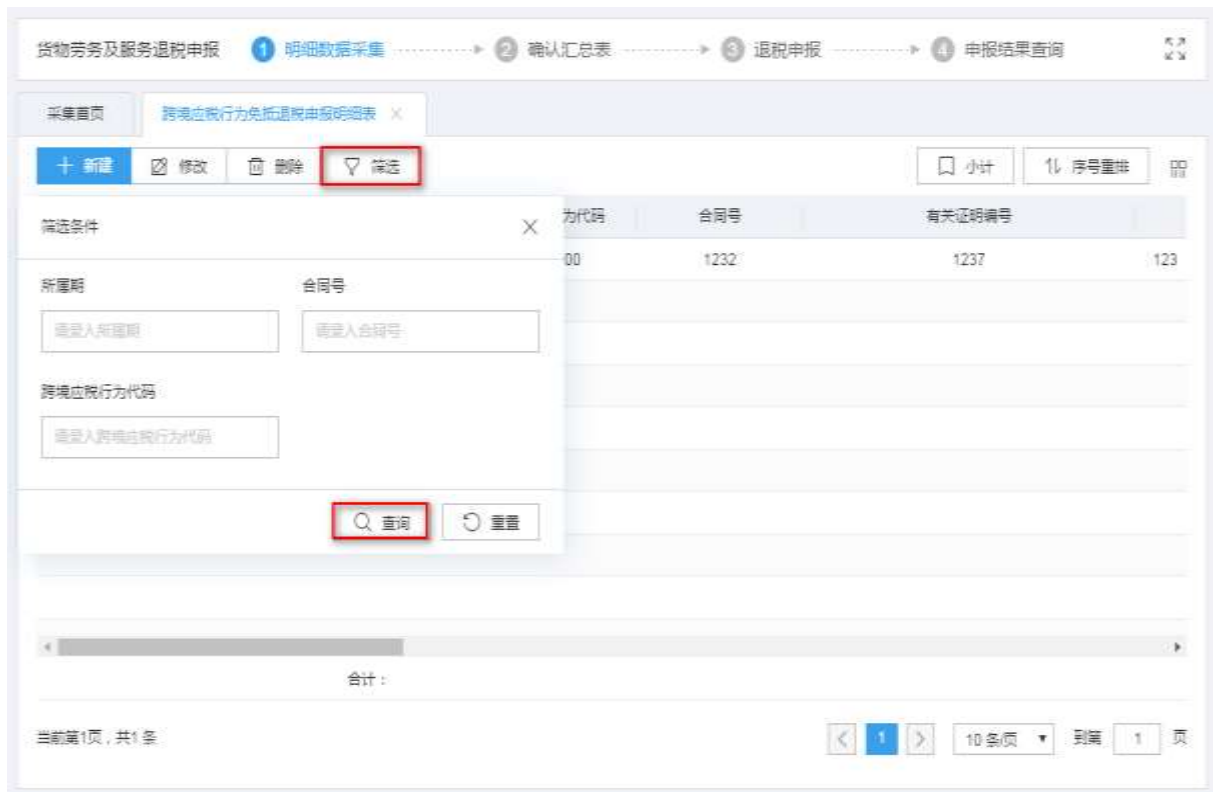 货物劳务及服务退税申报 1 明细数据采集 2 确认汇总表 3 退税申报 4 申报结果查询
采集首页 跨境应税行为免抵退税申报明细表
新建 修改 删除 筛选 小计 序号重排
筛选条件 为代码 合同号 有关证明编号
00 1232 1237 123
所属期 合同号
请录入所属期 请录入合同号
跨境应税行为代码
请录入跨境应税行为代码
查询 重置
合计：
当前第1页，共1条 1 10 条/页 到第 1 页